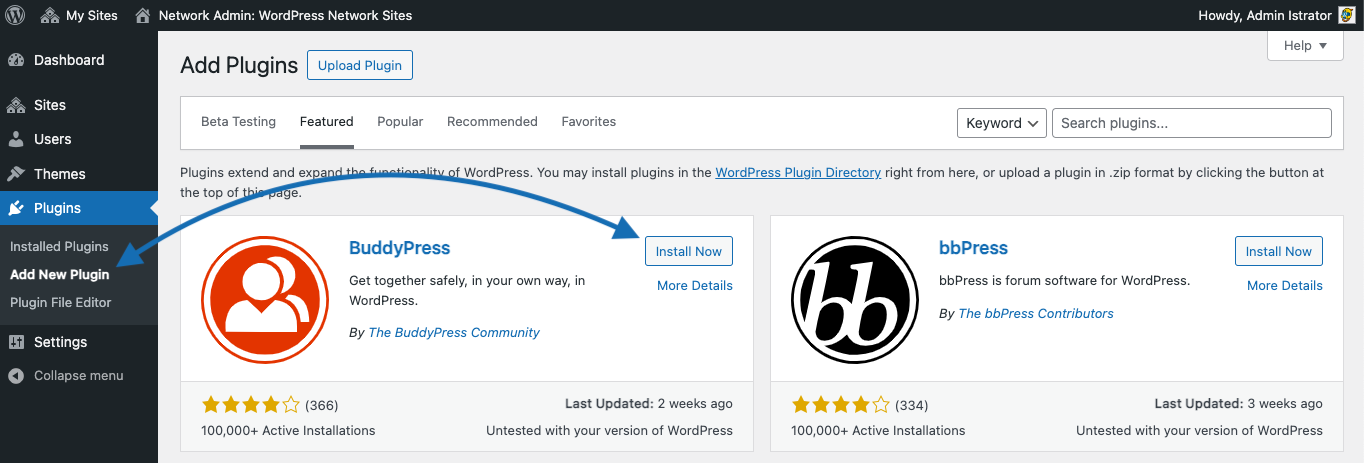 My Sites
Network Admin: WordPress Network Sites
Howdy, Admin Istrator
Dashboard
Sites
Users
Themes
Plugins
Installed Plugins
Add New Plugin
Plugin File Editor
Settings
Collapse menu
Help
Add Plugins
Upload Plugin
Beta Testing
Featured
Popular
Recommended
Favorites
Keyword
Search plugins...
Plugins extend and expand the functionality of WordPress. You may install plugins in the WordPress Plugin Directory right from here, or upload a plugin in .zip format by clicking the button at
the top of this page.
BuddyPress
Install Now
Get together safely, in your own way, in
WordPress.
More Details
By The BuddyPress Community
(366)
Last Updated: 2 weeks ago
100,000+ Active Installations
Untested with your version of WordPress
bb
bbPress
Install Now
bbPress is forum software for WordPress.
More Details
By The bbPress Contributors
(334)
Last Updated: 3 weeks ago
100,000+ Active Installations
Untested with your version of WordPress